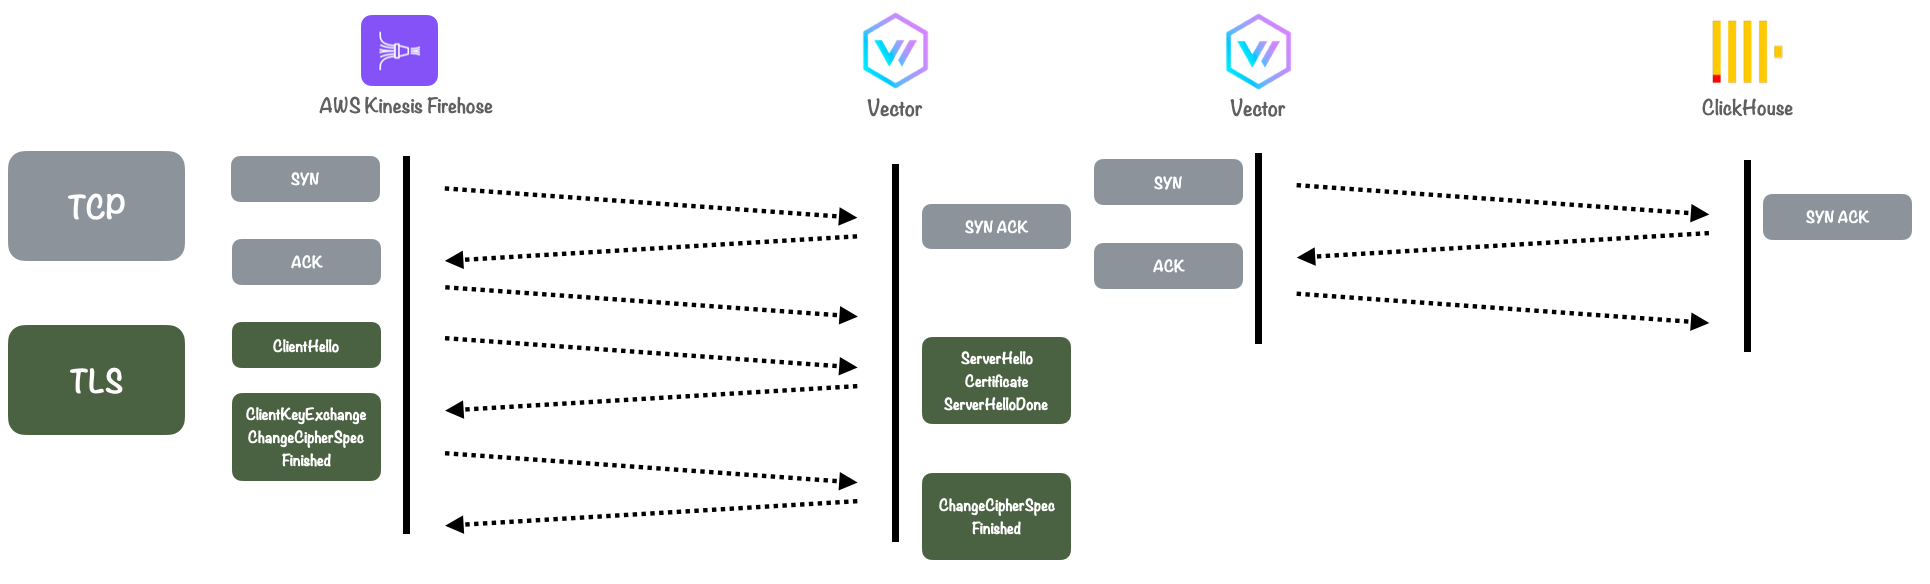 AWS Kinesis Firehose
Vector
Vector
ClickHouse
TCP
SYN
SYN ACK
ACK
SYN
SYN ACK
ACK
TLS
ClientHello
ServerHello
Certificate
ServerHelloDone
ClientKeyExchange
ChangeCipherSpec
Finished
ChangeCipherSpec
Finished